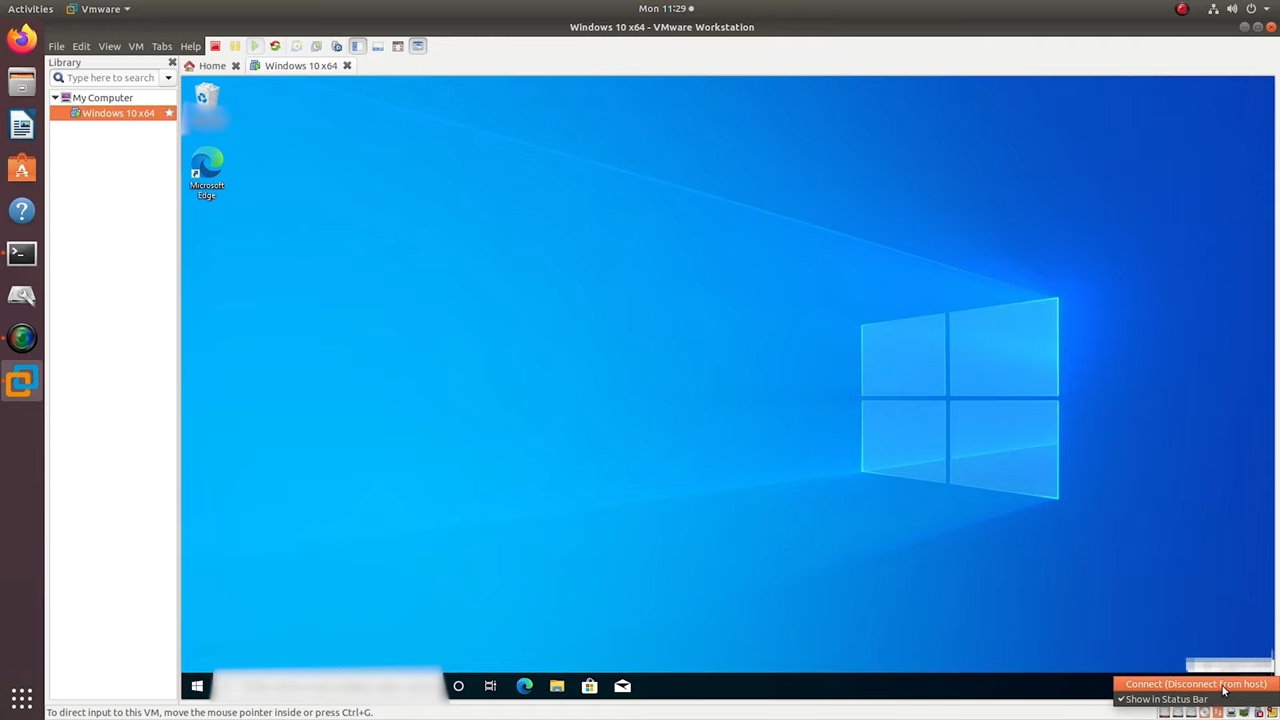 Activities
VMware
Mon 11:29
Windows 10 x64 - VMware Workstation
File Edit View VM Tabs Help
Library
Home
Windows 10 x64
Type here to search
My Computer
Windows 10 x64
Microsoft
Edge
Connect (Disconnect from host)
Show in Status Bar
To direct input to this VM, move the mouse pointer inside or press Ctrl+G.